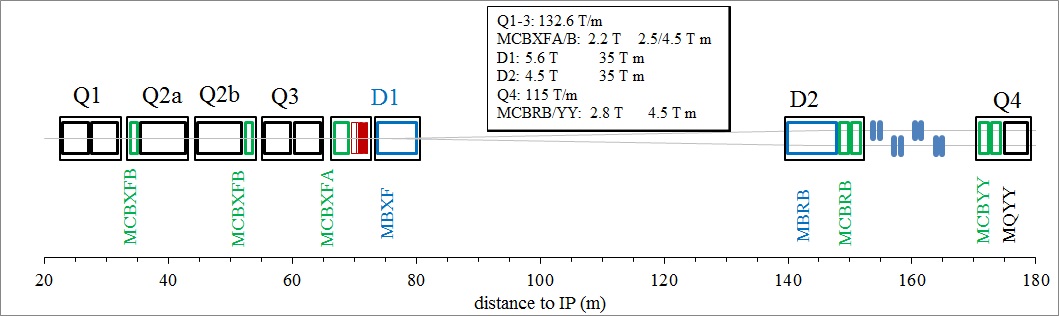 Q1-3: 132.6 T/m
MCBXFA/B: 2.2 T 2.5/4.5 T m
D1: 5.6 T 35 T m
D2: 4.5 T 35 T m
Q4: 115 T/m
MCBRB/YY: 2.8 T 4.5 T m
Q1 Q2a Q2b Q3 D1 D2 Q4
MCBXFB MCBXFB MCBXFA MBXF MBRB MCBRB MCBYY MQYY
20 40 60 80 100 120 140 160 180
distance to IP (m)